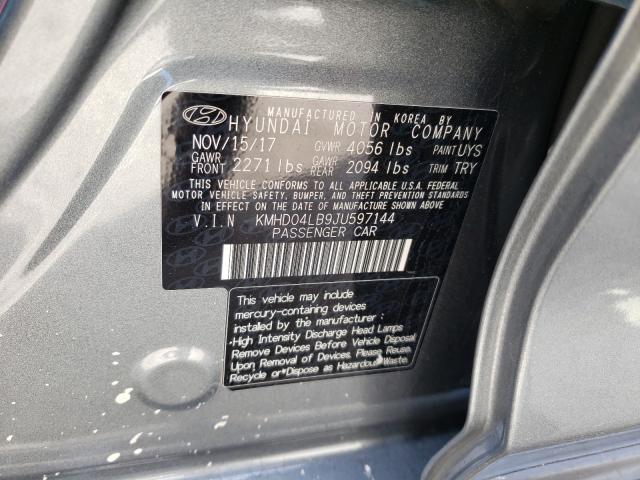 MANUFACTURED IN KOREA BY
HYUNDAI MOTOR COMPANY
NOV/15/17 GVWR 4056 lbs PAINT UYS
GAWR FRONT 2271 lbs GAWR REAR 2094 lbs TRIM TRY
THIS VEHICLE CONFORMS TO ALL APPLICABLE U.S.A. FEDERAL
MOTOR VEHICLE SAFETY, BUMPER, AND THEFT PREVENTION STANDARDS
IN EFFECT ON THE DATE OF MANUFACTURE SHOWN ABOVE.
V.I.N KMHD04LB9JU597144
PASSENGER CAR
This vehicle may include
mercury-containing devices
installed by the manufacturer :
·High Intensity Discharge Head Lamps
Remove Devices Before Vehicle Disposal
Upon Removal of Devices. Please Reuse,
Recycle or Dispose as Hazardous Waste.